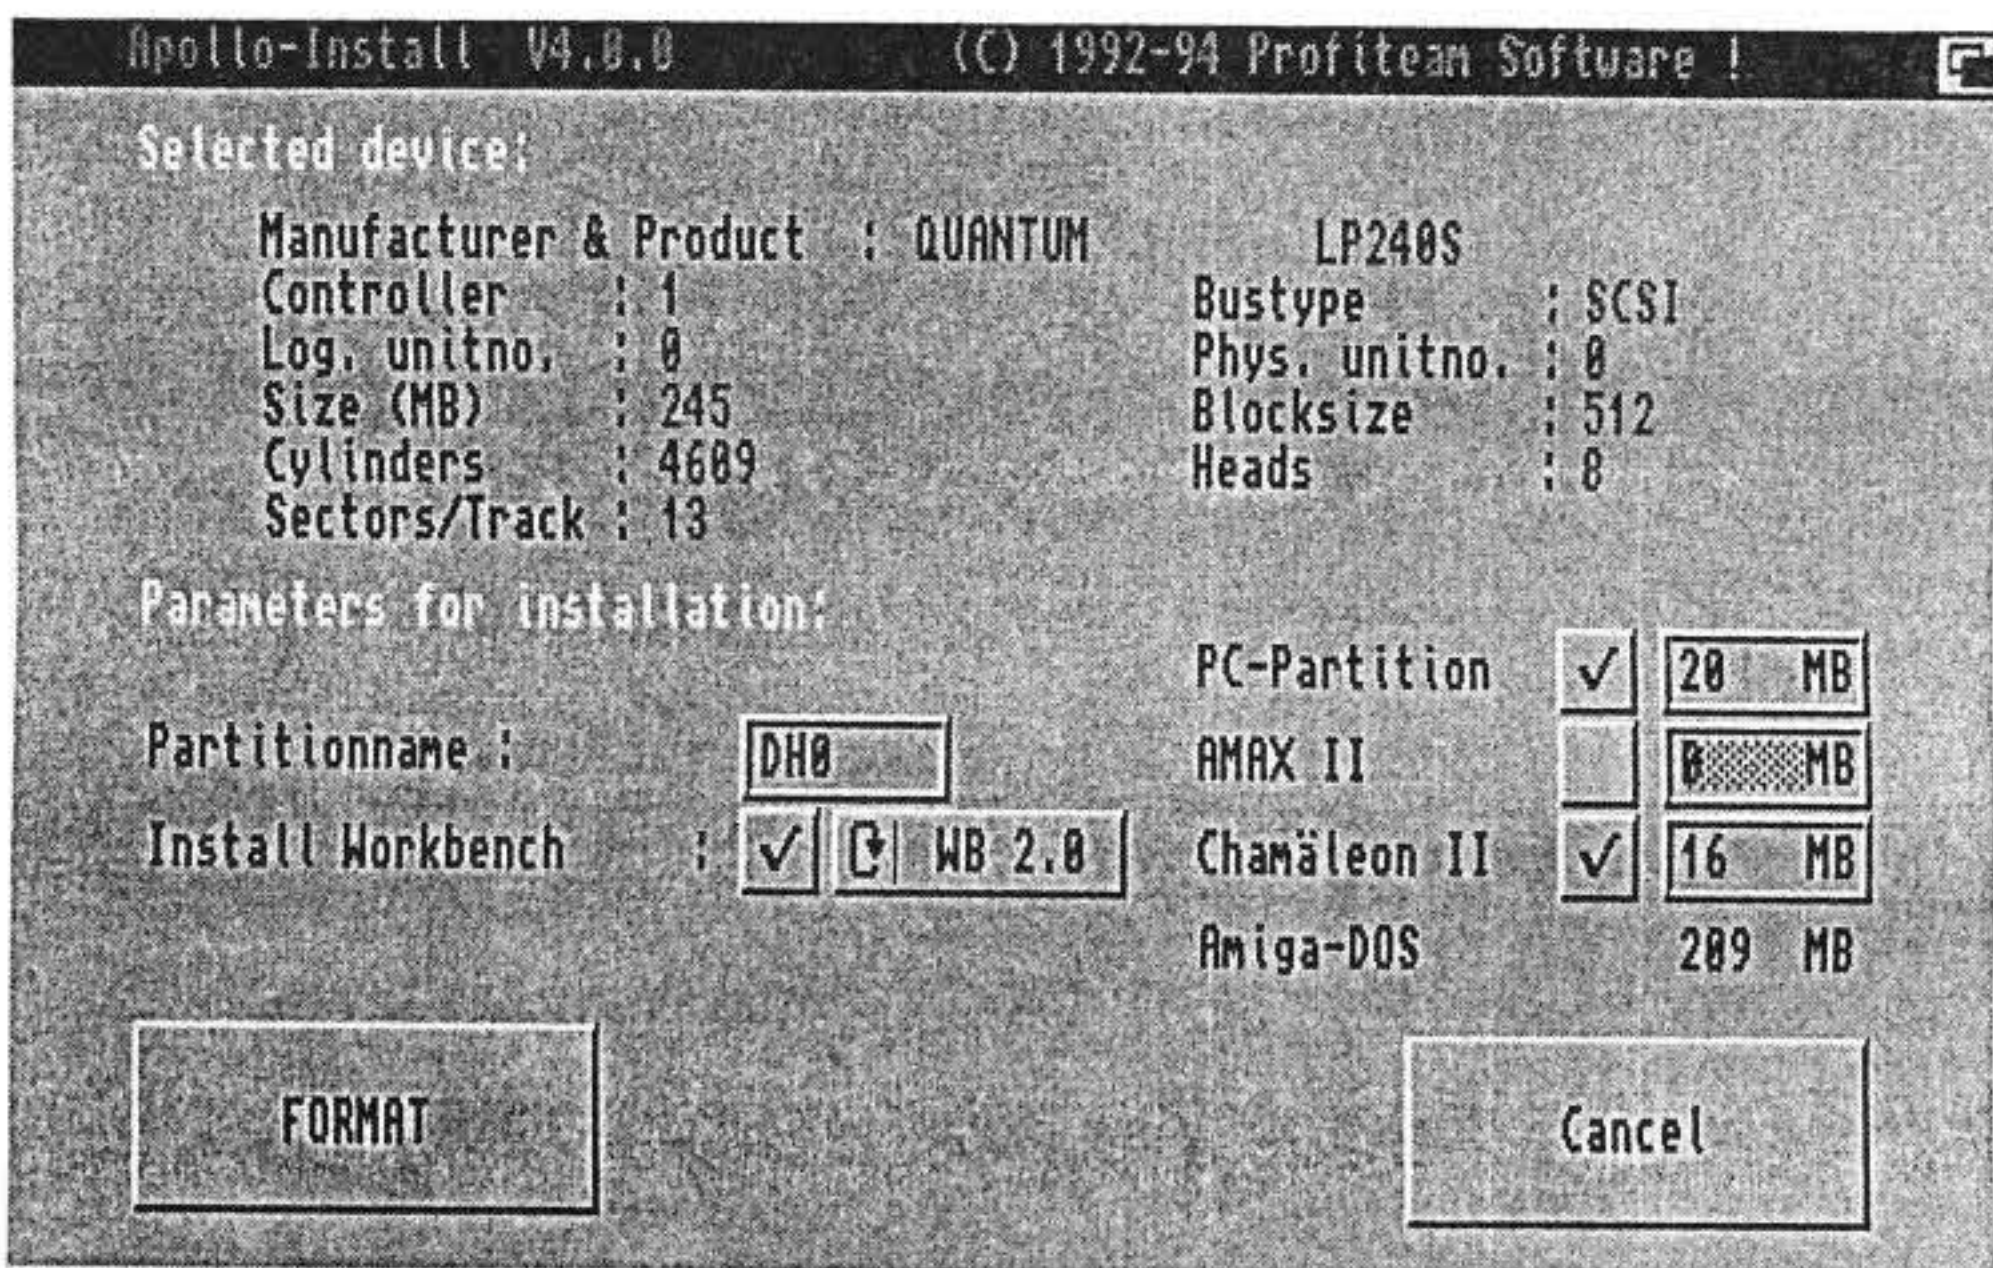 Apollo-Install V4.0.0 (C) 1992-94 Profiteam Software !
Selected device:
Manufacturer & Product : QUANTUM LP240S
Controller : 1 Bustype : SCSI
Log. unitno. : 0 Phys. unitno. : 0
Size (MB) : 245 Blocksize : 512
Cylinders : 4609 Heads : 8
Sectors/Track : 13
Parameters for installation:
PC-Partition ✓ 20 MB
Partitionname : DH0 AMAX II 0 MB
Install Workbench : ✓ WB 2.0 Chamäleon II ✓ 16 MB
Amiga-DOS 209 MB
FORMAT Cancel